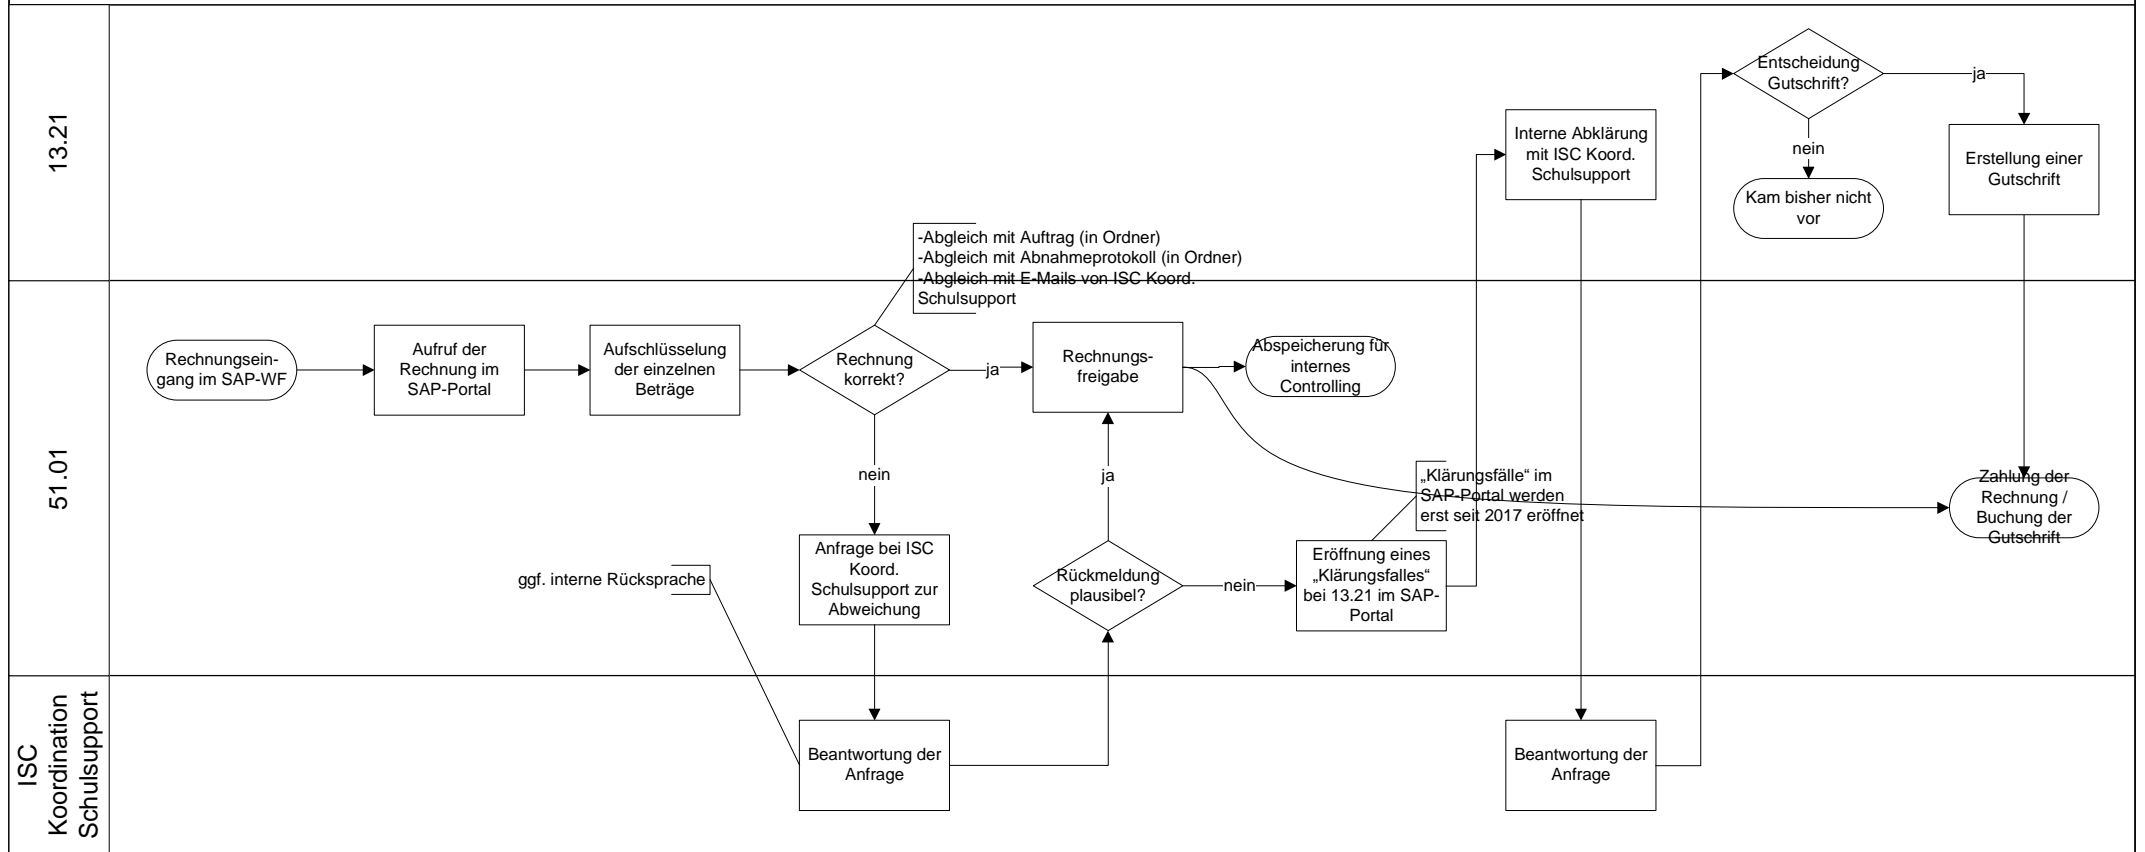 13.21
Entscheidung
Gutschrift?
ja
nein
Kam bisher nicht
vor
Erstellung einer
Gutschrift
Interne Abklärung
mit ISC Koord.
Schulsupport
-Abgleich mit Auftrag (in Ordner)
-Abgleich mit Abnahmeprotokoll (in Ordner)
-Abgleich mit E-Mails von ISC Koord.
Schulsupport
51.01
Rechnungsein-
gang im SAP-WF
Aufruf der
Rechnung im
SAP-Portal
Aufschlüsselung
der einzelnen
Beträge
Rechnung
korrekt?
ja
Rechnungs-
freigabe
Abspeicherung für
internes
Controlling
nein
ja
„Klärungsfälle“ im
SAP-Portal werden
erst seit 2017 eröffnet
Zahlung der
Rechnung /
Buchung der
Gutschrift
ggf. interne Rücksprache
Anfrage bei ISC
Koord.
Schulsupport zur
Abweichung
Rückmeldung
plausibel?
nein
Eröffnung eines
„Klärungsfalles“
bei 13.21 im SAP-
Portal
ISC
Koordination
Schulsupport
Beantwortung der
Anfrage
Beantwortung der
Anfrage